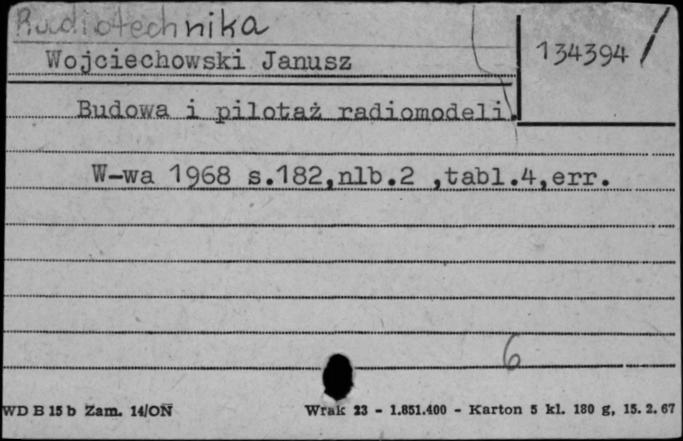 Radiotechnika
Wojciechowski Janusz
134394 /
Budowa i pilotaż radiomodeli.
W-wa 1968 s.182,nlb.2 ,tabl.4,err.
6
WD B 15 b Zam. 14/ON Wrak 23 - 1.851.400 - Karton 5 kl. 180 g, 15. 2. 67